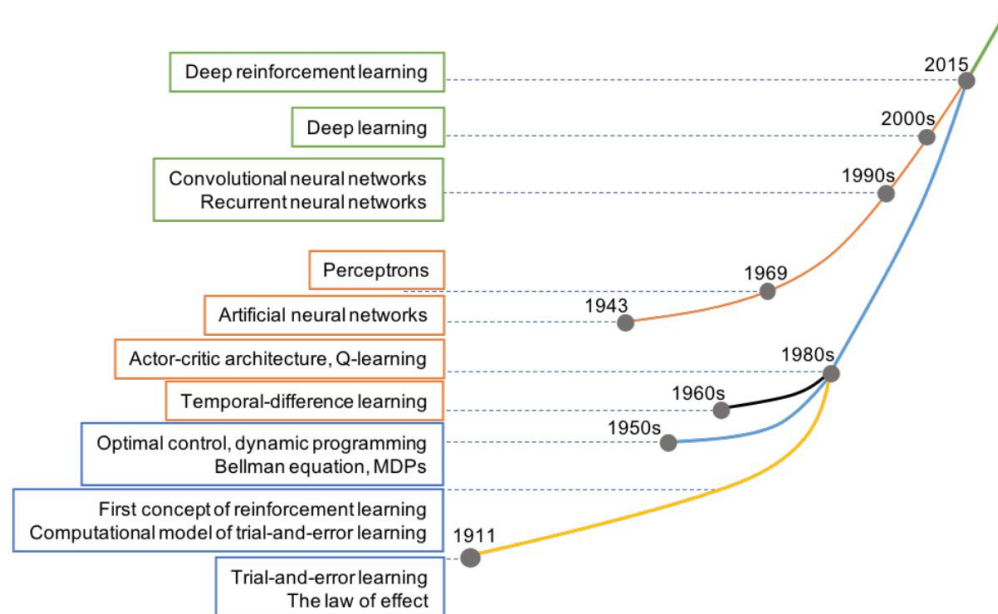 2015
Deep reinforcement learning
2000s
Deep learning
1990s
Convolutional neural networks
Recurrent neural networks
Perceptrons
1969
1943
Artificial neural networks
Actor-critic architecture, Q-learning
1980s
Temporal-difference learning
1960s
1950s
Optimal control, dynamic programming
Bellman equation, MDPs
First concept of reinforcement learning
Computational model of trial-and-error learning
1911
Trial-and-error learning
The law of effect